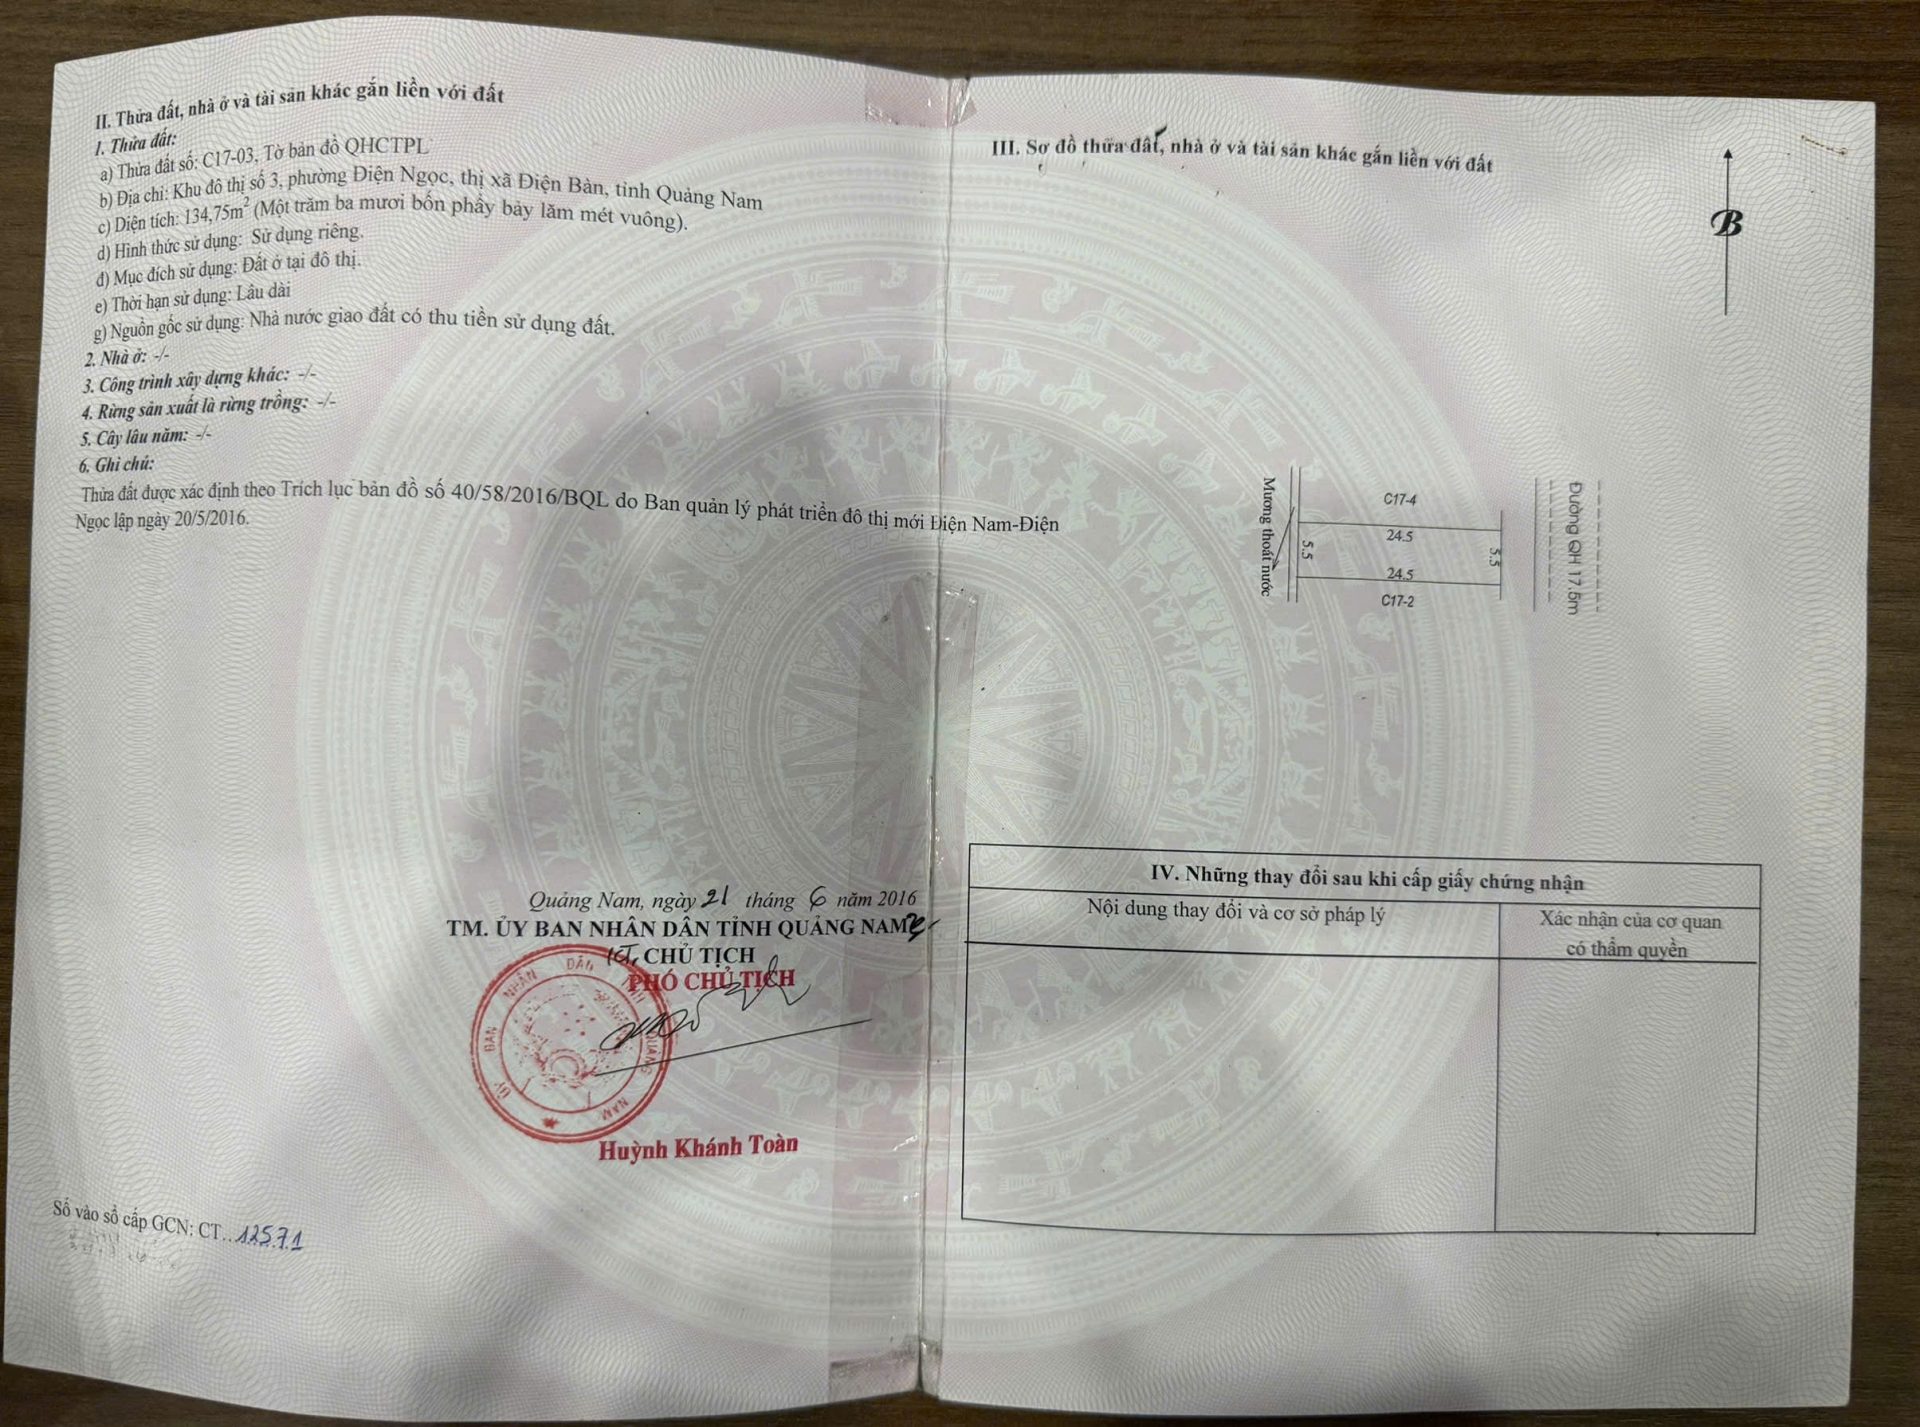 II. Thửa đất, nhà ở và tài sản khác gắn liền với đất
1. Thửa đất:
a) Thửa đất số: C17-03, Tờ bản đồ QHCTPL
b) Địa chỉ: Khu đô thị số 3, phường Điện Ngọc, thị xã Điện Bàn, tỉnh Quảng Nam
c) Diện tích: 134,75m² (Một trăm ba mươi bốn phẩy bảy lăm mét vuông).
d) Hình thức sử dụng: Sử dụng riêng.
đ) Mục đích sử dụng: Đất ở tại đô thị.
e) Thời hạn sử dụng: Lâu dài
g) Nguồn gốc sử dụng: Nhà nước giao đất có thu tiền sử dụng đất.
2. Nhà ở: -/-
3. Công trình xây dựng khác: -/-
4. Rừng sản xuất là rừng trồng: -/-
5. Cây lâu năm: -/-
6. Ghi chú:
Thửa đất được xác định theo Trích lục bản đồ số 40/58/2016/BQL do Ban quản lý phát triển đô thị mới Điện Nam-Điện
Ngọc lập ngày 20/5/2016.
Quảng Nam, ngày 21 tháng 6 năm 2016
TM. ỦY BAN NHÂN DÂN TỈNH QUẢNG NAM
KT. CHỦ TỊCH
PHÓ CHỦ TỊCH
ỦY BAN NHÂN DÂN TỈNH QUẢNG NAM
Huỳnh Khánh Toàn
Số vào sổ cấp GCN: CT...12571
III. Sơ đồ thửa đất, nhà ở và tài sản khác gắn liền với đất
B
Mương thoát nước
C17-4
24.5
5.5
5.5
24.5
C17-2
Đường QH 17.5m
IV. Những thay đổi sau khi cấp giấy chứng nhận
Nội dung thay đổi và cơ sở pháp lý
Xác nhận của cơ quan
có thẩm quyền